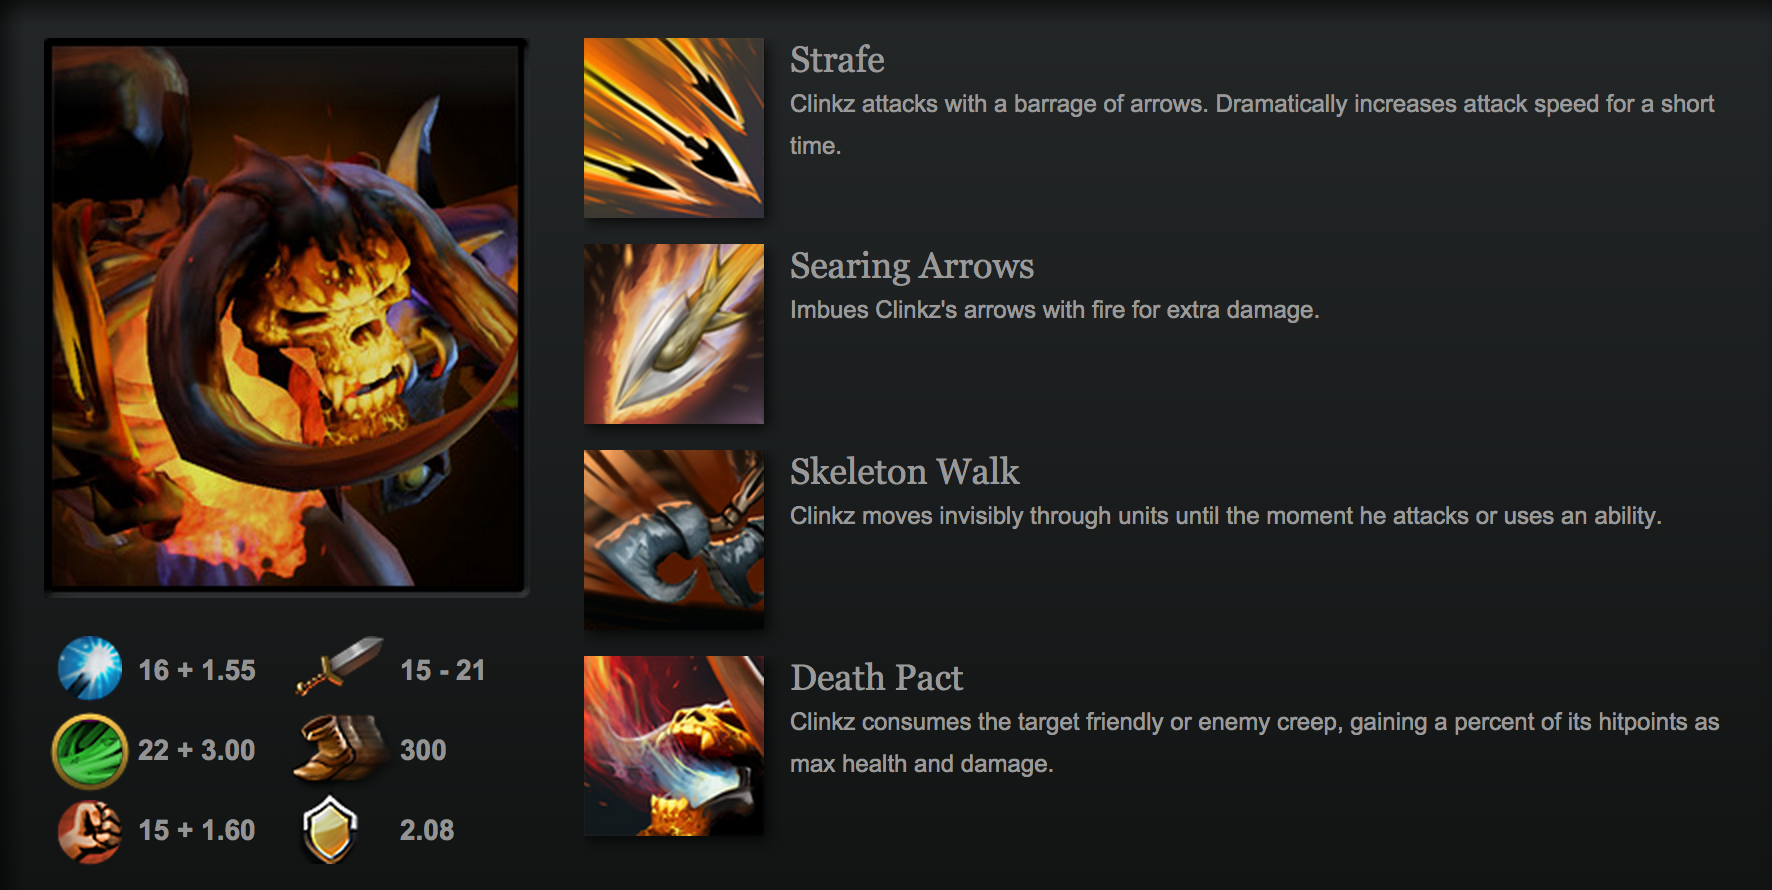 Strafe
Clinkz attacks with a barrage of arrows. Dramatically increases attack speed for a short
time.
Searing Arrows
Imbues Clinkz's arrows with fire for extra damage.
Skeleton Walk
Clinkz moves invisibly through units until the moment he attacks or uses an ability.
Death Pact
Clinkz consumes the target friendly or enemy creep, gaining a percent of its hitpoints as
max health and damage.
16 + 1.55
15 - 21
22 + 3.00
300
15 + 1.60
2.08